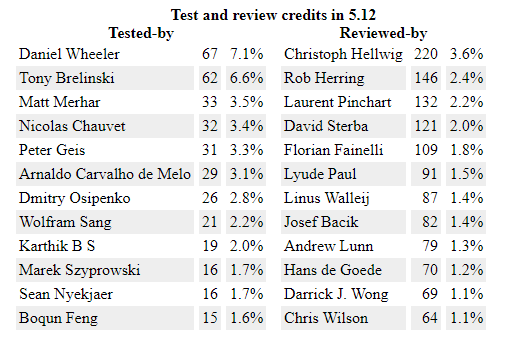 Test and review credits in 5.12
Tested-by Reviewed-by
Daniel Wheeler 67 7.1% Christoph Hellwig 220 3.6%
Tony Brelinski 62 6.6% Rob Herring 146 2.4%
Matt Merhar 33 3.5% Laurent Pinchart 132 2.2%
Nicolas Chauvet 32 3.4% David Sterba 121 2.0%
Peter Geis 31 3.3% Florian Fainelli 109 1.8%
Arnaldo Carvalho de Melo 29 3.1% Lyude Paul 91 1.5%
Dmitry Osipenko 26 2.8% Linus Walleij 87 1.4%
Wolfram Sang 21 2.2% Josef Bacik 82 1.4%
Karthik B S 19 2.0% Andrew Lunn 79 1.3%
Marek Szyprowski 16 1.7% Hans de Goede 70 1.2%
Sean Nyekjaer 16 1.7% Darrick J. Wong 69 1.1%
Boqun Feng 15 1.6% Chris Wilson 64 1.1%